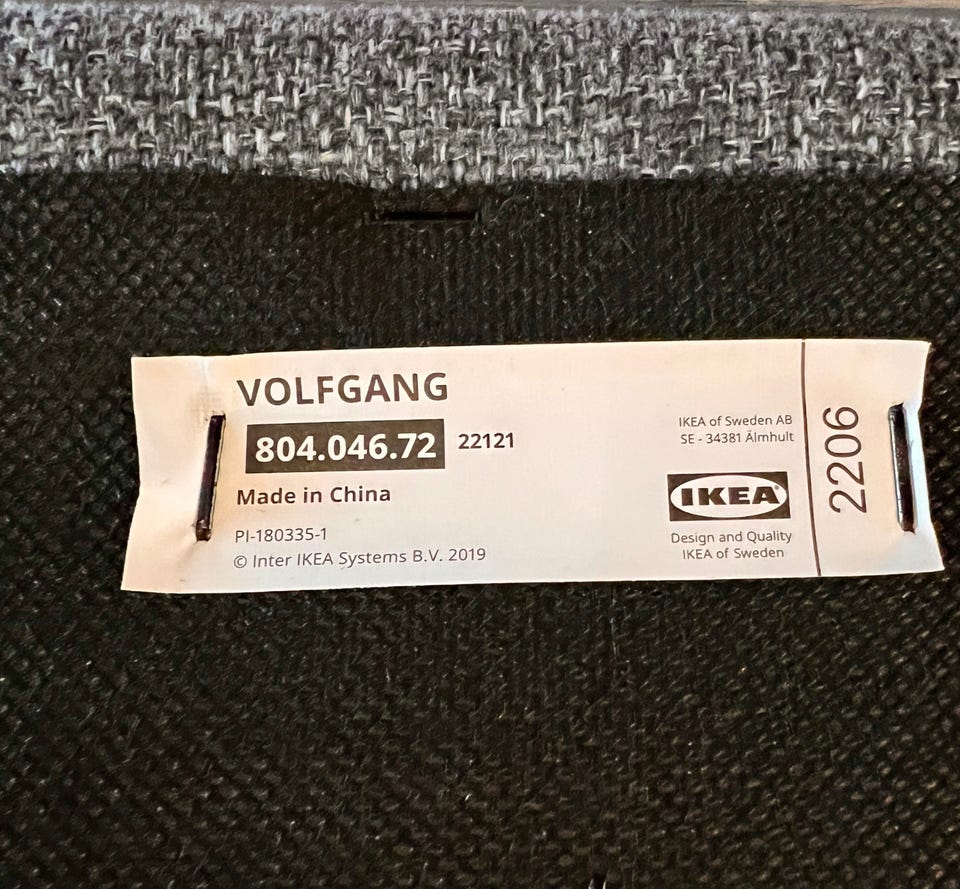 VOLFGANG
804.046.72 22121
Made in China
PI-180335-1
© Inter IKEA Systems B.V. 2019
IKEA of Sweden AB
SE - 34381 Älmhult
IKEA®
Design and Quality
IKEA of Sweden
2206